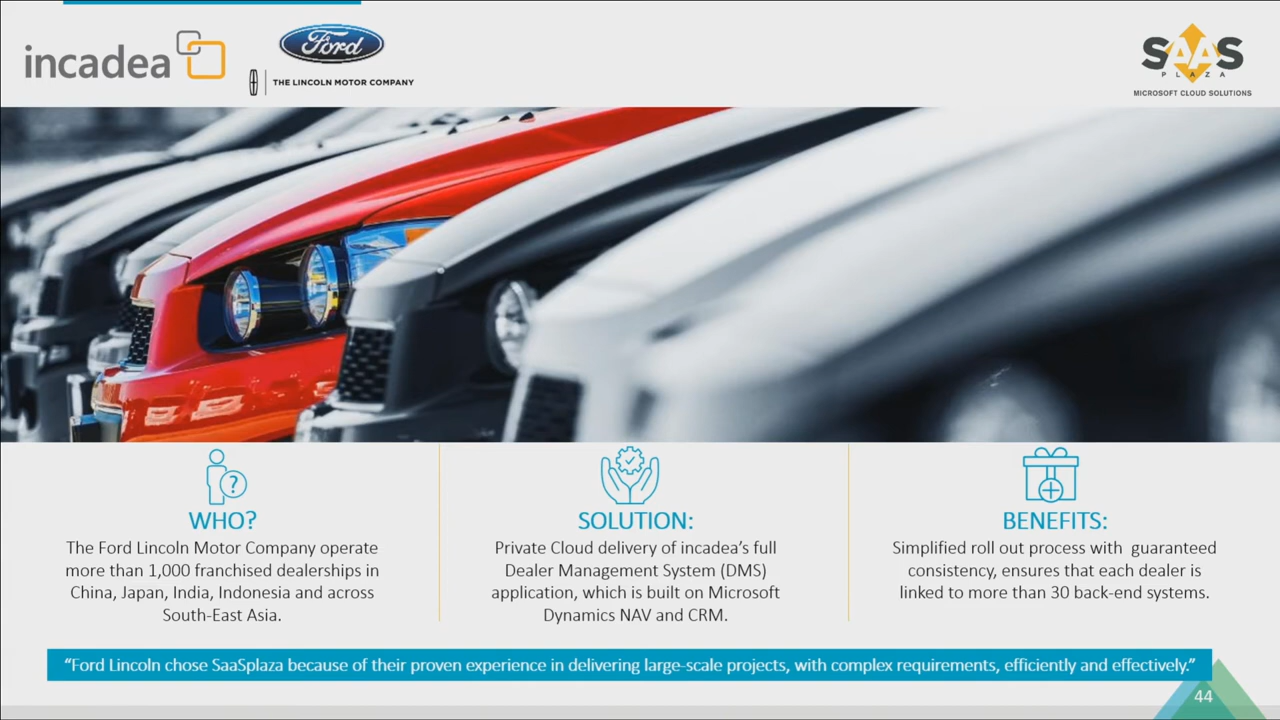 incadea
Ford
THE LINCOLN MOTOR COMPANY
SAAS
PLAZA
MICROSOFT CLOUD SOLUTIONS
WHO?
The Ford Lincoln Motor Company operate
more than 1,000 franchised dealerships in
China, Japan, India, Indonesia and across
South-East Asia.
SOLUTION:
Private Cloud delivery of incadea’s full
Dealer Management System (DMS)
application, which is built on Microsoft
Dynamics NAV and CRM.
BENEFITS:
Simplified roll out process with guaranteed
consistency, ensures that each dealer is
linked to more than 30 back-end systems.
“Ford Lincoln chose SaaSplaza because of their proven experience in delivering large-scale projects, with complex requirements, efficiently and effectively.”
44